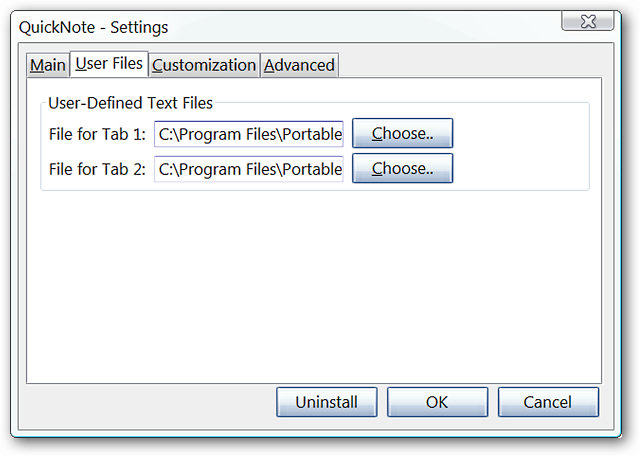 QuickNote - Settings
Main User Files Customization Advanced
User-Defined Text Files
File for Tab 1: C:\Program Files\Portable Choose..
File for Tab 2: C:\Program Files\Portable Choose..
Uninstall OK Cancel